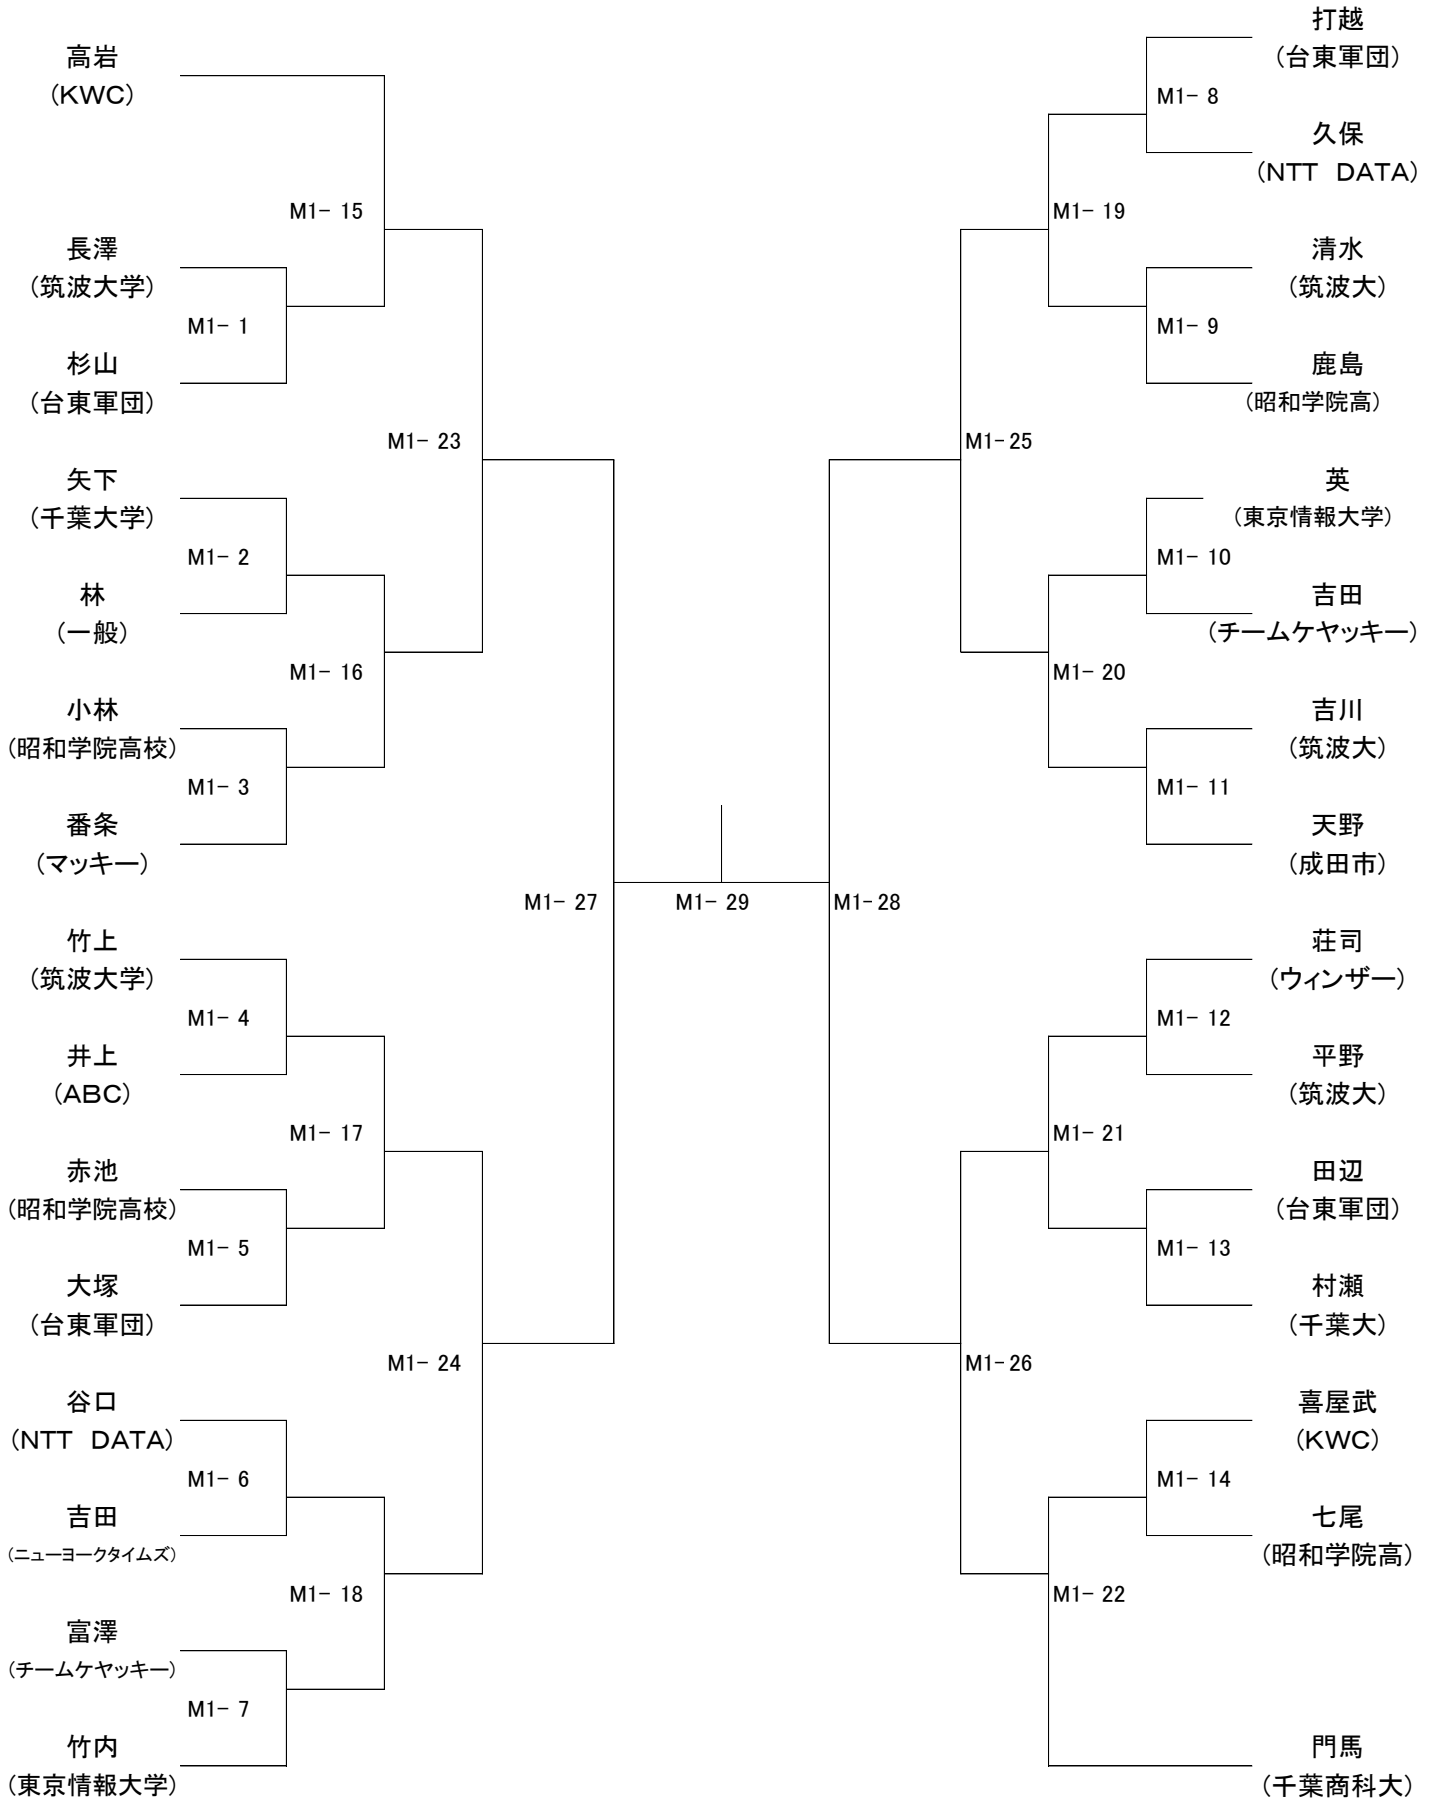 高岩
(KWC)
M1- 15
長澤
(筑波大学)
M1- 1
杉山
(台東軍団)
M1- 23
矢下
(千葉大学)
M1- 2
林
(一般)
M1- 16
小林
(昭和学院高校)
M1- 3
番条
(マッキー)
M1- 27
竹上
(筑波大学)
M1- 4
井上
(ABC)
M1- 17
赤池
(昭和学院高校)
M1- 5
大塚
(台東軍団)
M1- 24
谷口
(NTT DATA)
M1- 6
吉田
(ニューヨークタイムズ)
M1- 18
富澤
(チームケヤッキー)
M1- 7
竹内
(東京情報大学)
M1- 29
打越
(台東軍団)
M1- 8
久保
(NTT DATA)
M1- 19
清水
(筑波大)
M1- 9
鹿島
(昭和学院高)
M1- 25
英
(東京情報大学)
M1- 10
吉田
(チームケヤッキー)
M1- 20
吉川
(筑波大)
M1- 11
天野
(成田市)
M1- 28
荘司
(ウィンザー)
M1- 12
平野
(筑波大)
M1- 21
田辺
(台東軍団)
M1- 13
村瀬
(千葉大)
M1- 26
喜屋武
(KWC)
M1- 14
七尾
(昭和学院高)
M1- 22
門馬
(千葉商科大)